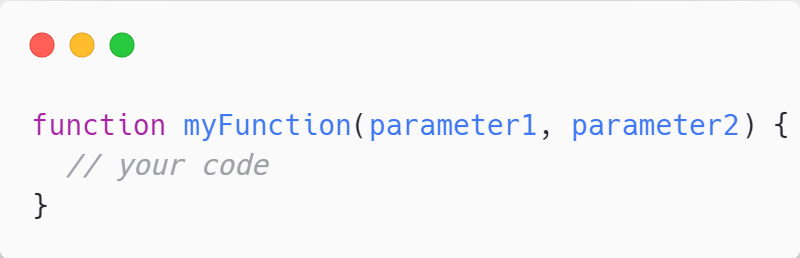 function myFunction(parameter1, parameter2) {
  // your code
}